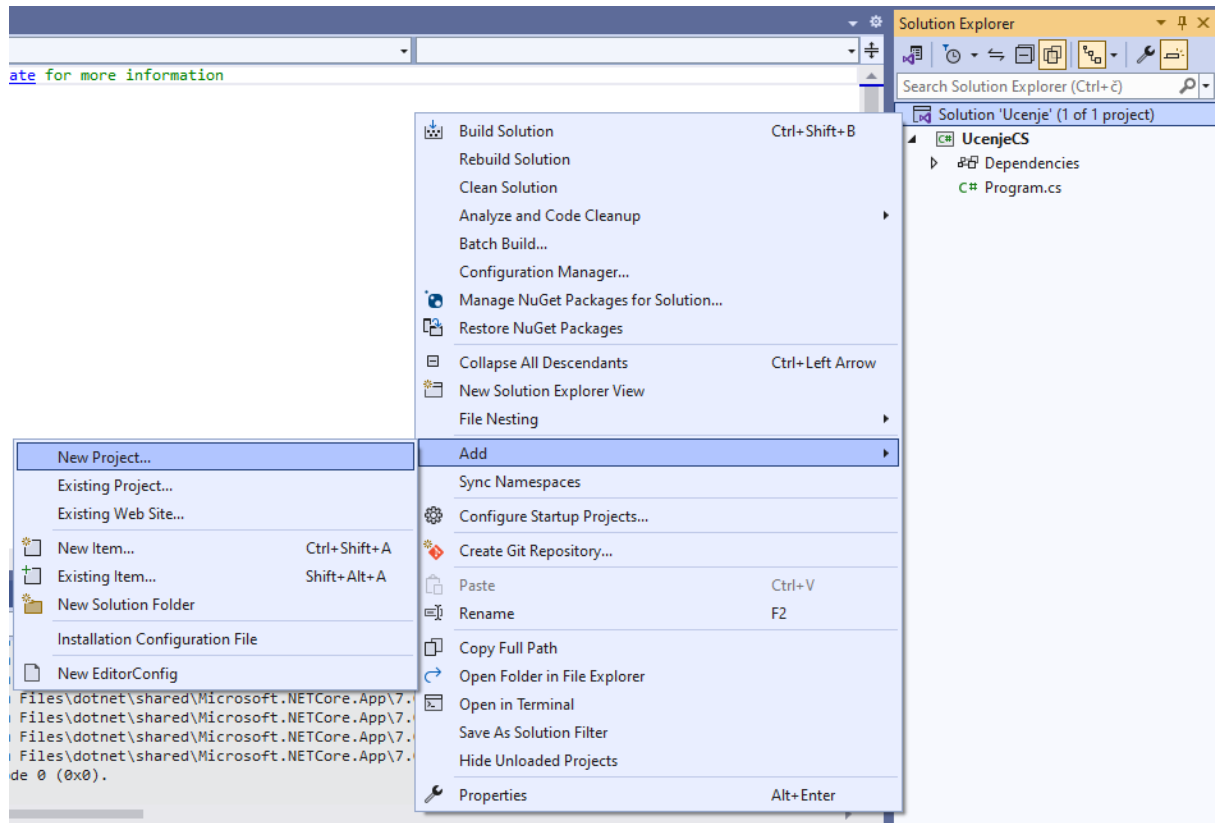 Solution Explorer
ate for more information
Search Solution Explorer (Ctrl+č)
Solution 'Ucenje' (1 of 1 project)
C# UcenjeCS
Dependencies
C# Program.cs
Build Solution Ctrl+Shift+B
Rebuild Solution
Clean Solution
Analyze and Code Cleanup
Batch Build...
Configuration Manager...
Manage NuGet Packages for Solution...
Restore NuGet Packages
Collapse All Descendants Ctrl+Left Arrow
New Solution Explorer View
File Nesting
Add
Sync Namespaces
Configure Startup Projects...
Create Git Repository...
Paste Ctrl+V
Rename F2
Copy Full Path
Open Folder in File Explorer
Open in Terminal
Save As Solution Filter
Hide Unloaded Projects
Properties Alt+Enter
New Project...
Existing Project...
Existing Web Site...
New Item... Ctrl+Shift+A
Existing Item... Shift+Alt+A
New Solution Folder
Installation Configuration File
New EditorConfig
Files\dotnet\shared\Microsoft.NETCore.App\7.
Files\dotnet\shared\Microsoft.NETCore.App\7.
Files\dotnet\shared\Microsoft.NETCore.App\7.
Files\dotnet\shared\Microsoft.NETCore.App\7.
de 0 (0x0).